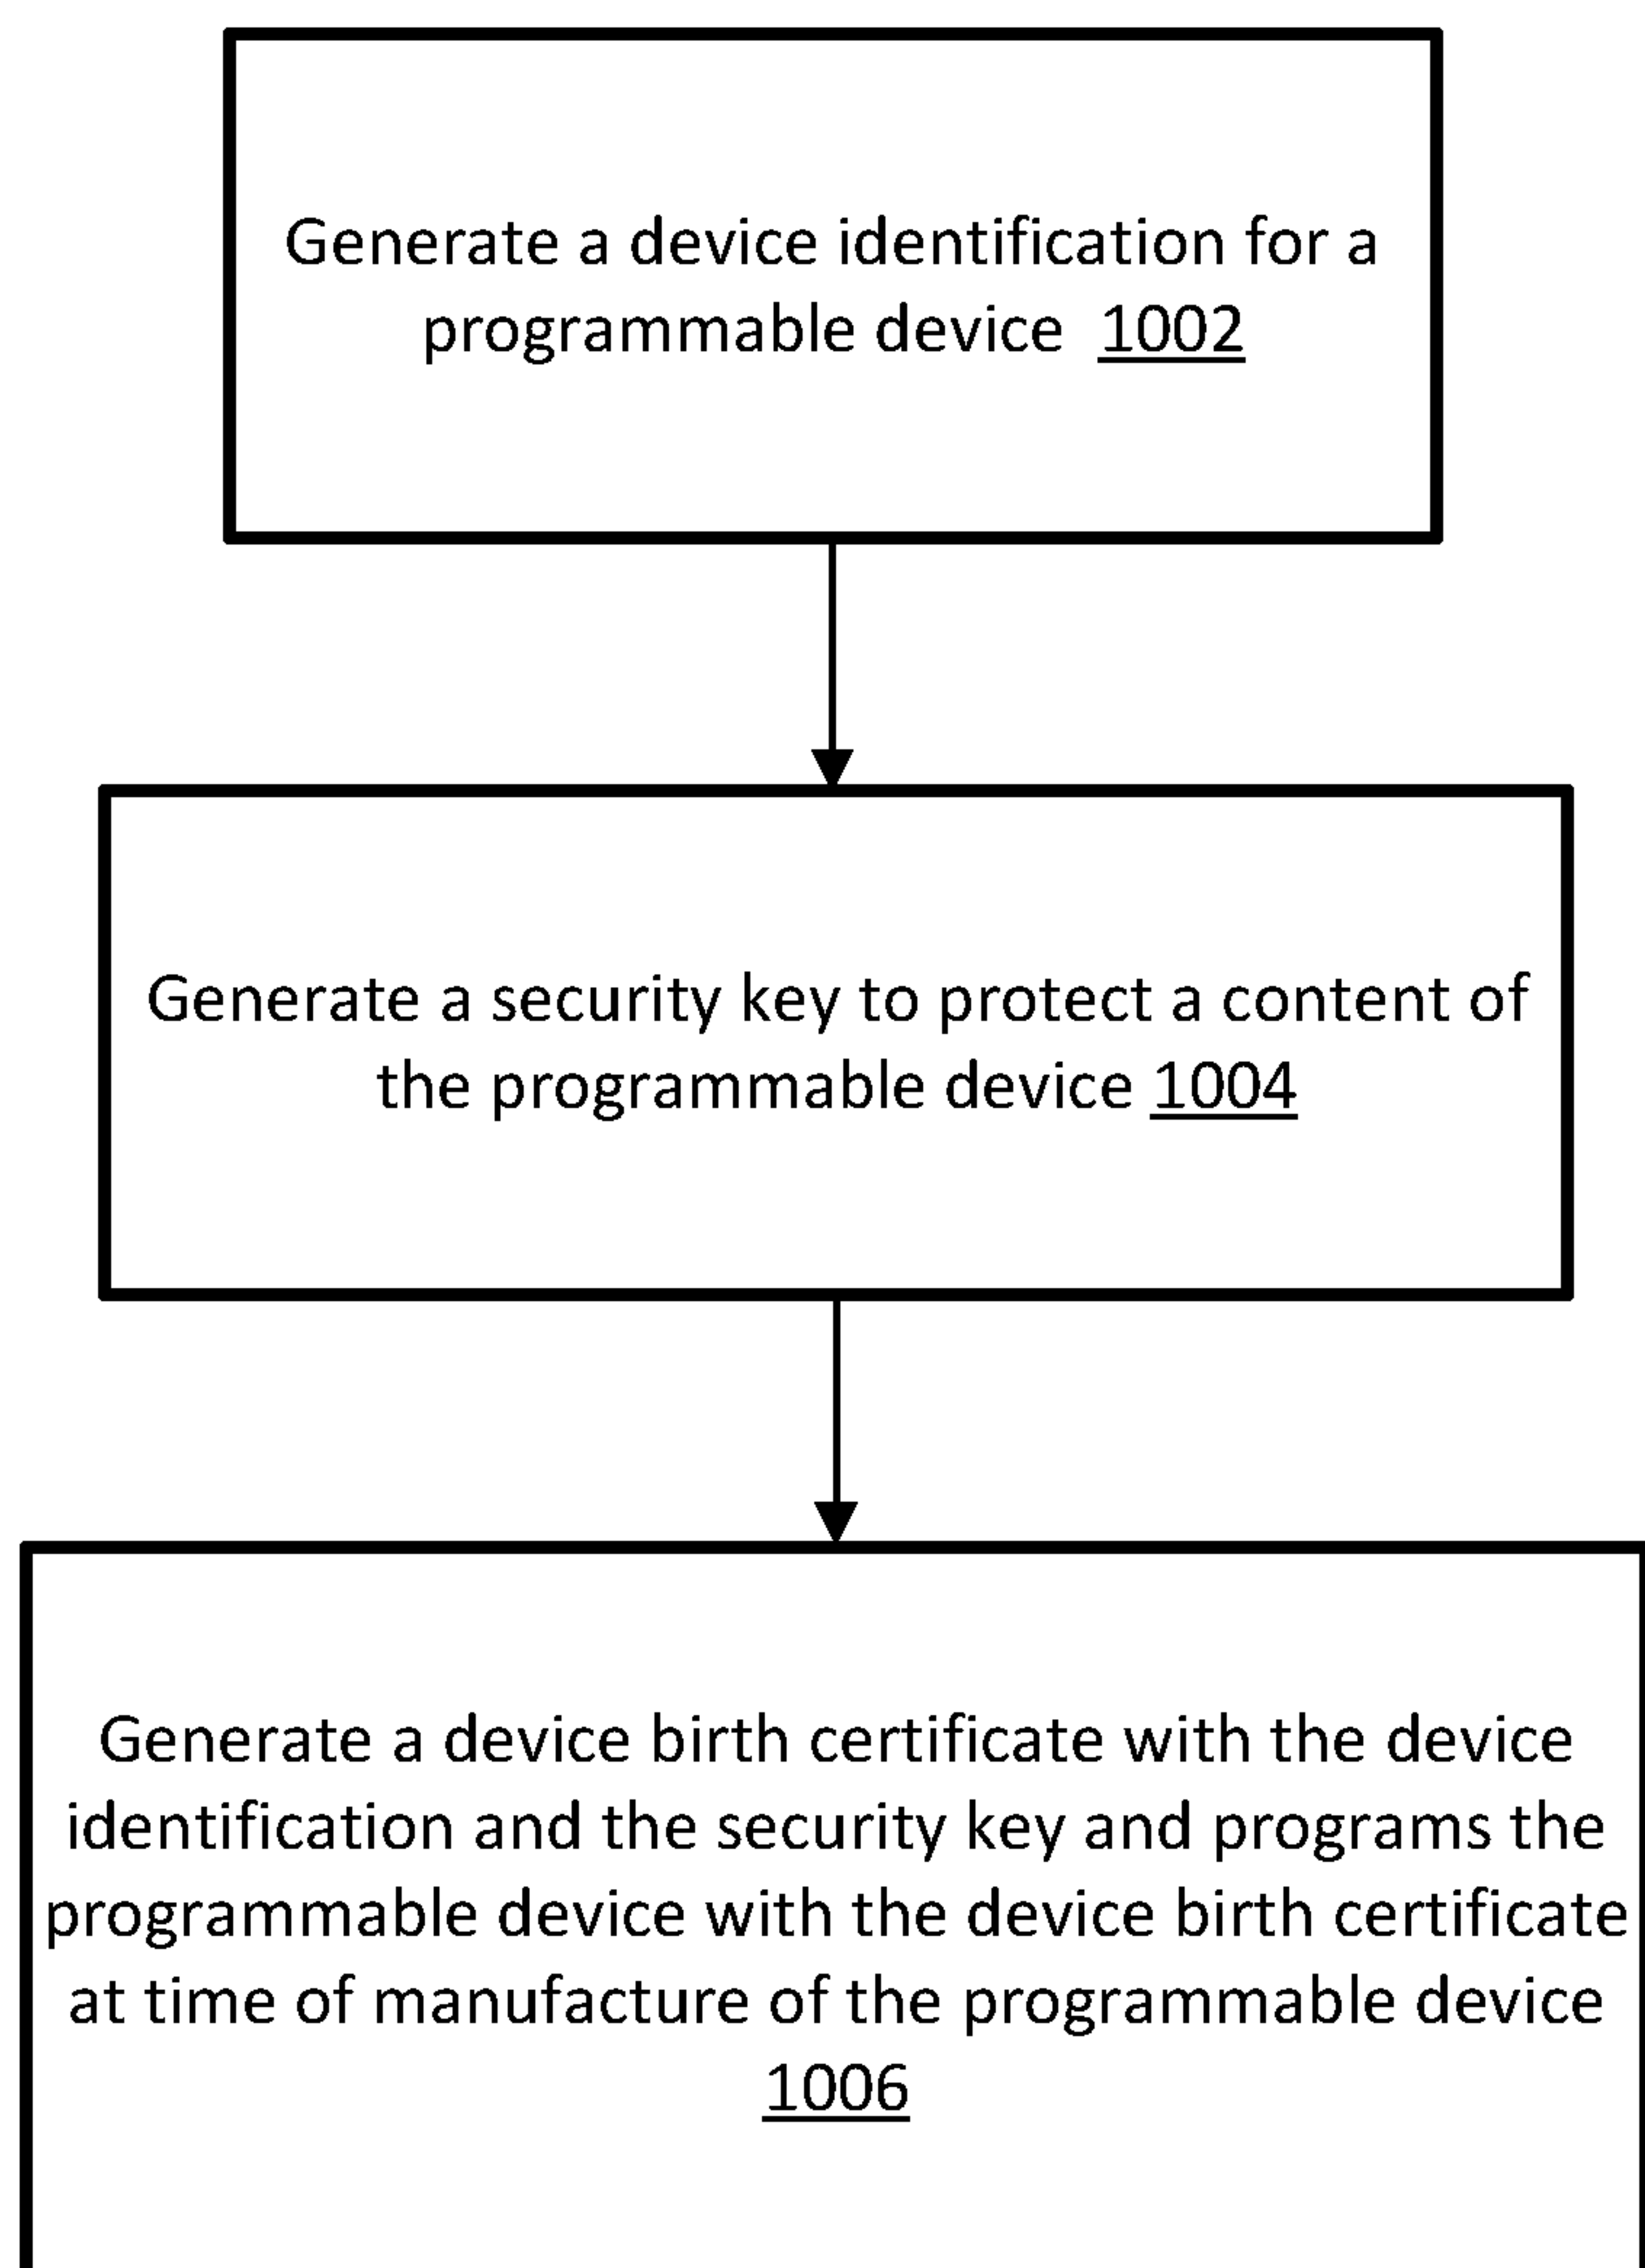 Generate a device identification for a
programmable device 1002
Generate a security key to protect a content of
the programmable device 1004
Generate a device birth certificate with the device
identification and the security key and programs the
programmable device with the device birth certificate
at time of manufacture of the programmable device
1006